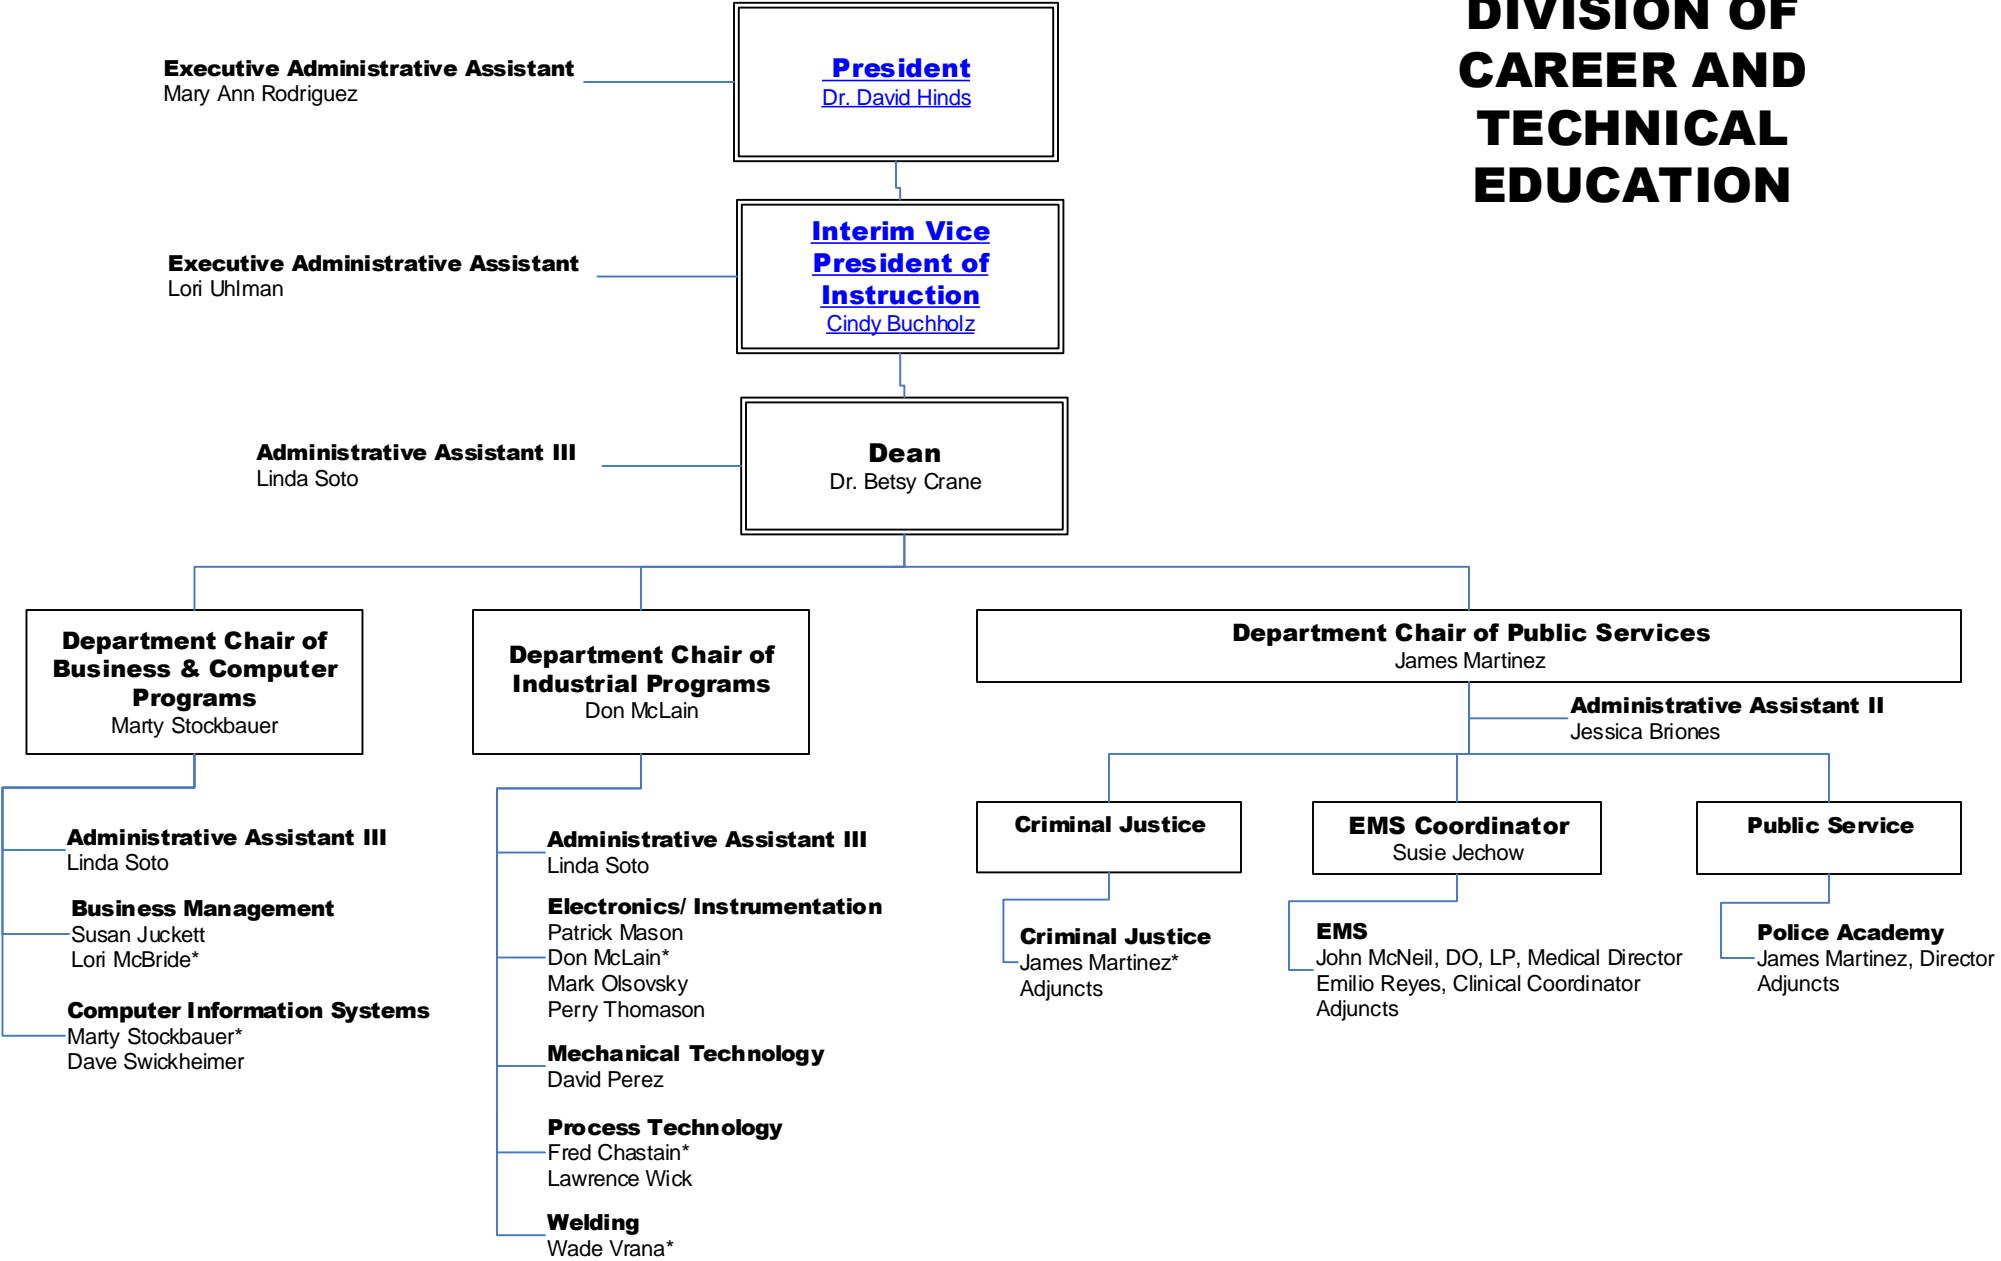 DIVISION OF
CAREER AND
TECHNICAL
EDUCATION
President
Dr. David Hinds
Executive Administrative Assistant
Mary Ann Rodriguez
Interim Vice
President of
Instruction
Cindy Buchholz
Executive Administrative Assistant
Lori Uhlman
Dean
Dr. Betsy Crane
Administrative Assistant III
Linda Soto
Department Chair of
Business & Computer
Programs
Marty Stockbauer
Administrative Assistant III
Linda Soto
Business Management
Susan Juckett
Lori McBride*
Computer Information Systems
Marty Stockbauer*
Dave Swickheimer
Department Chair of
Industrial Programs
Don McLain
Administrative Assistant III
Linda Soto
Electronics/ Instrumentation
Patrick Mason
Don McLain*
Mark Olsovsky
Perry Thomason
Mechanical Technology
David Perez
Process Technology
Fred Chastain*
Lawrence Wick
Welding
Wade Vrana*
Department Chair of Public Services
James Martinez
Administrative Assistant II
Jessica Briones
Criminal Justice
Criminal Justice
James Martinez*
Adjuncts
EMS Coordinator
Susie Jechow
EMS
John McNeil, DO, LP, Medical Director
Emilio Reyes, Clinical Coordinator
Adjuncts
Public Service
Police Academy
James Martinez, Director
Adjuncts